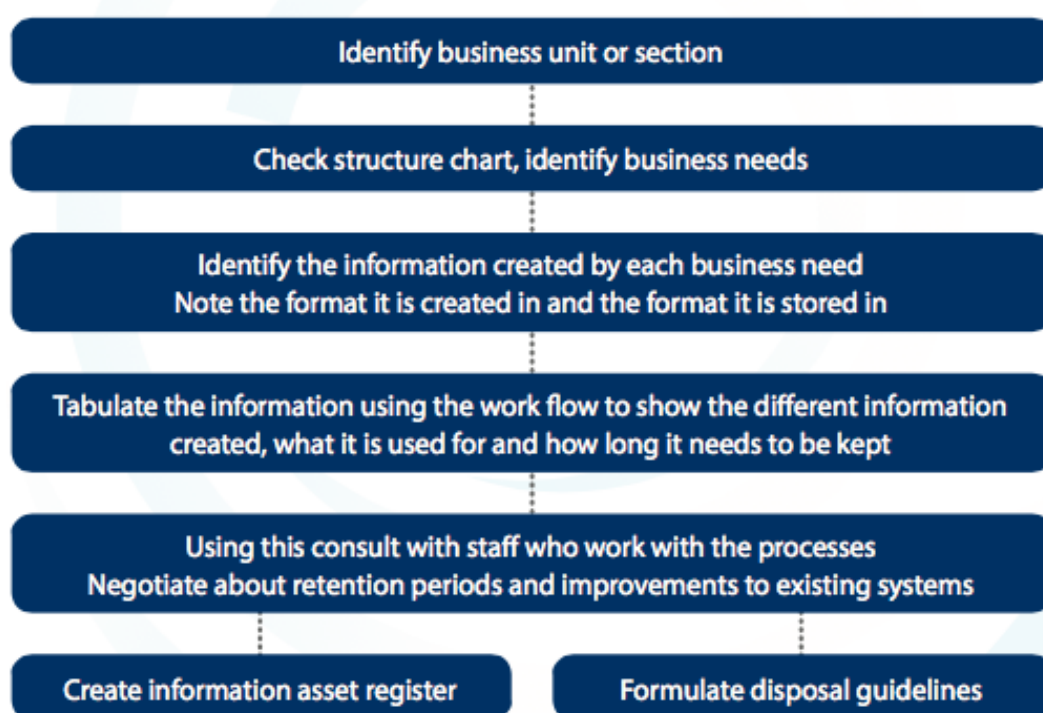 Identify business unit or section
Check structure chart, identify business needs
Identify the information created by each business need
Note the format it is created in and the format it is stored in
Tabulate the information using the work flow to show the different information
created, what it is used for and how long it needs to be kept
Using this consult with staff who work with the processes
Negotiate about retention periods and improvements to existing systems
Create information asset register
Formulate disposal guidelines